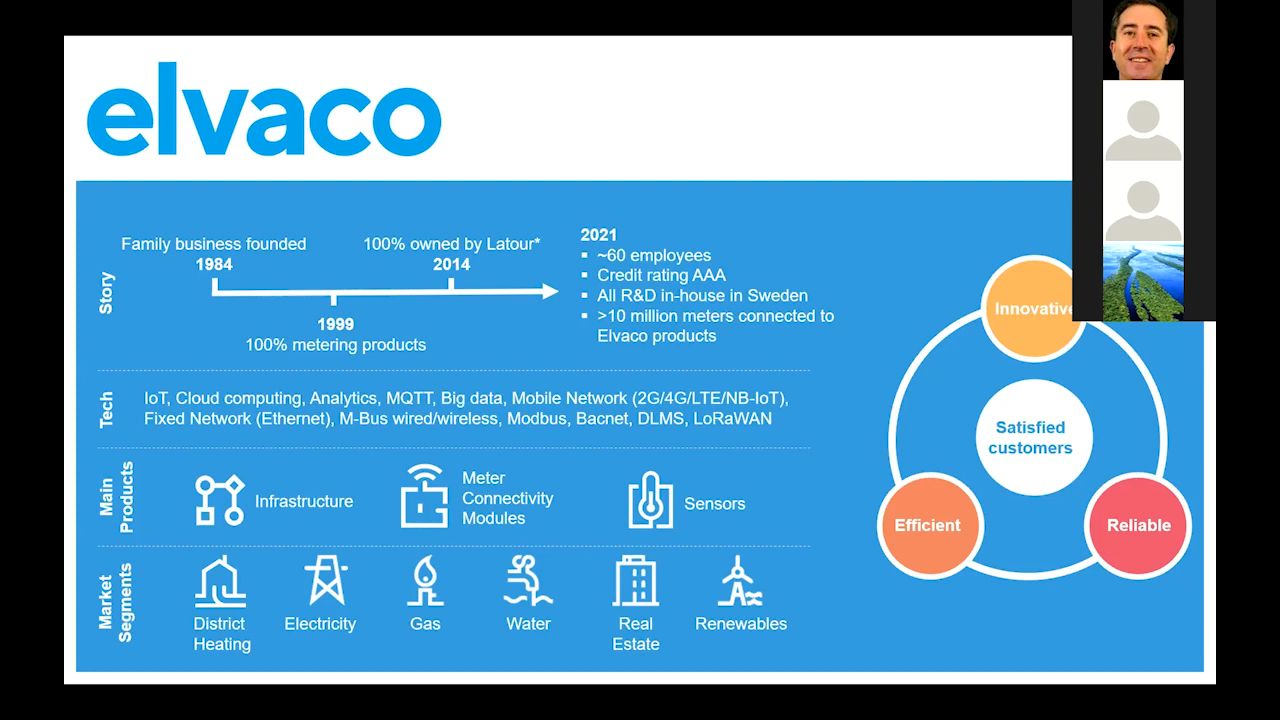 elvaco
Story
Family business founded
1984
100% owned by Latour*
2014
1999
100% metering products
2021
▪ ~60 employees
▪ Credit rating AAA
▪ All R&D in-house in Sweden
▪ >10 million meters connected to
Elvaco products
Tech
IoT, Cloud computing, Analytics, MQTT, Big data, Mobile Network (2G/4G/LTE/NB-IoT),
Fixed Network (Ethernet), M-Bus wired/wireless, Modbus, Bacnet, DLMS, LoRaWAN
Main
Products
Infrastructure
Meter
Connectivity
Modules
Sensors
Market
Segments
District
Heating
Electricity
Gas
Water
Real
Estate
Renewables
Innovative
Satisfied
customers
Efficient
Reliable